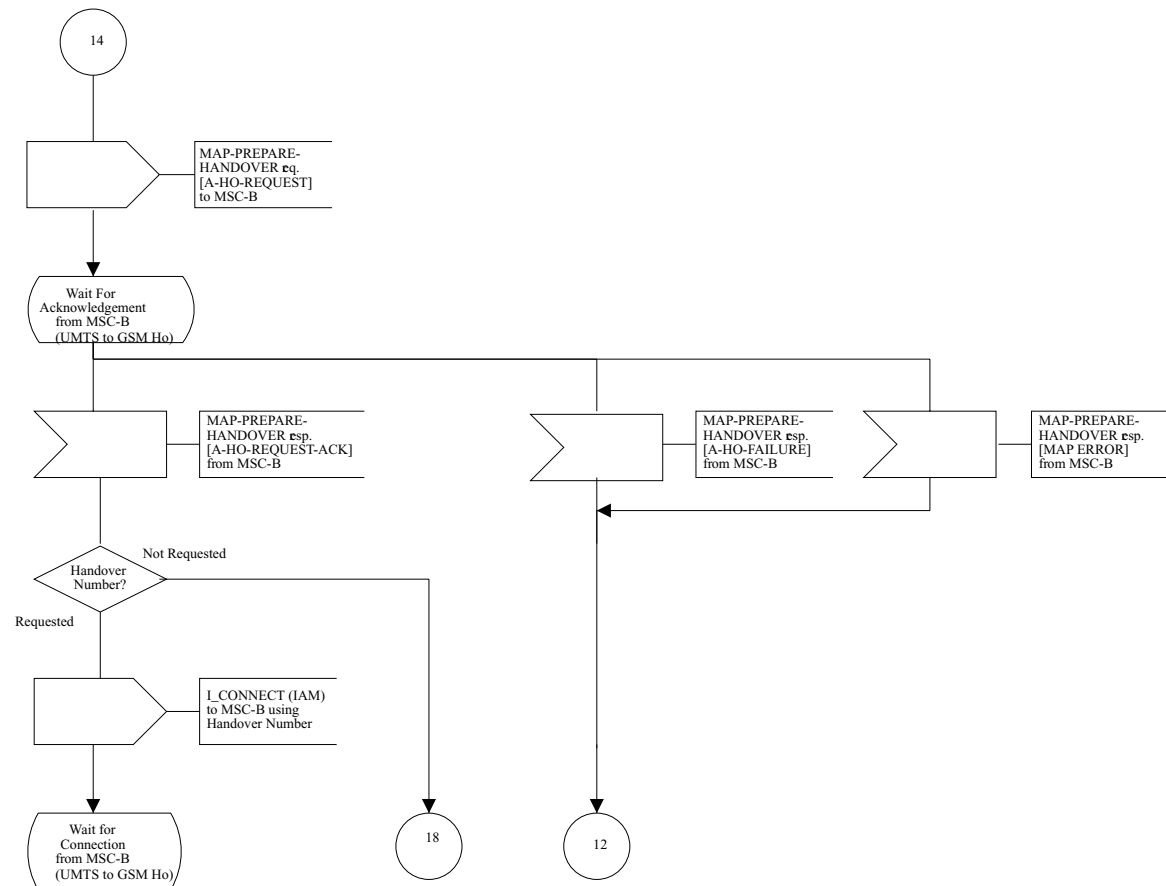 14
MAP-PREPARE-
HANDOVER req.
[A-HO-REQUEST]
to MSC-B
Wait For
Acknowledgement
from MSC-B
(UMTS to GSM Ho)
MAP-PREPARE-
HANDOVER resp.
[A-HO-REQUEST-ACK]
from MSC-B
MAP-PREPARE-
HANDOVER resp.
[A-HO-FAILURE]
from MSC-B
MAP-PREPARE-
HANDOVER resp.
[MAP ERROR]
from MSC-B
Not Requested
Handover
Number?
Requested
I_CONNECT (IAM)
to MSC-B using
Handover Number
Wait for
Connection
from MSC-B
(UMTS to GSM Ho)
18
12